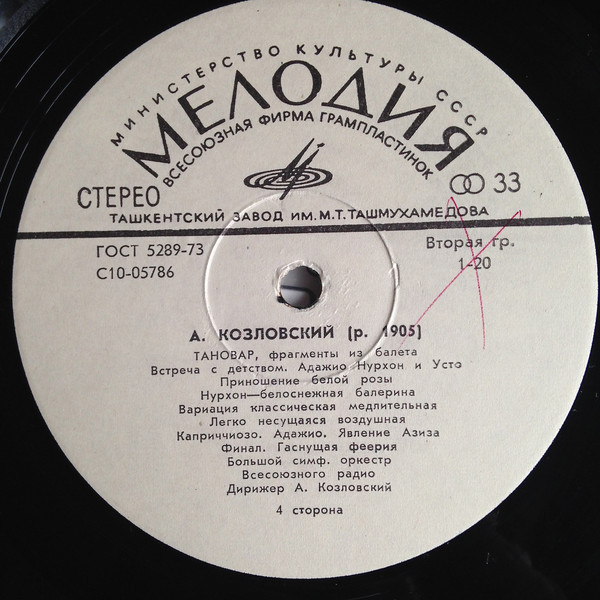 МИНИСТЕРСТВО КУЛЬТУРЫ СССР
МЕЛОДИЯ
ВСЕСОЮЗНАЯ ФИРМА ГРАМПЛАСТИНОК
СТЕРЕО
33
ТАШКЕНТСКИЙ ЗАВОД ИМ. М.Т. ТАШМУХАМЕДОВА
ГОСТ 5289-73
Вторая гр.
С10-05786
1-20
А. КОЗЛОВСКИЙ (р. 1905)
ТАНОВАР, фрагменты из балета
Встреча с детством. Адажио Нурхон и Усто
Приношение белой розы
Нурхон—белоснежная балерина
Вариация классическая медлительная
Легко несущаяся воздушная
Каприччиозо. Адажио. Явление Азиза
Финал. Гаснущая феерия
Большой симф. оркестр
Всесоюзного радио
Дирижер А. Козловский
4 сторона